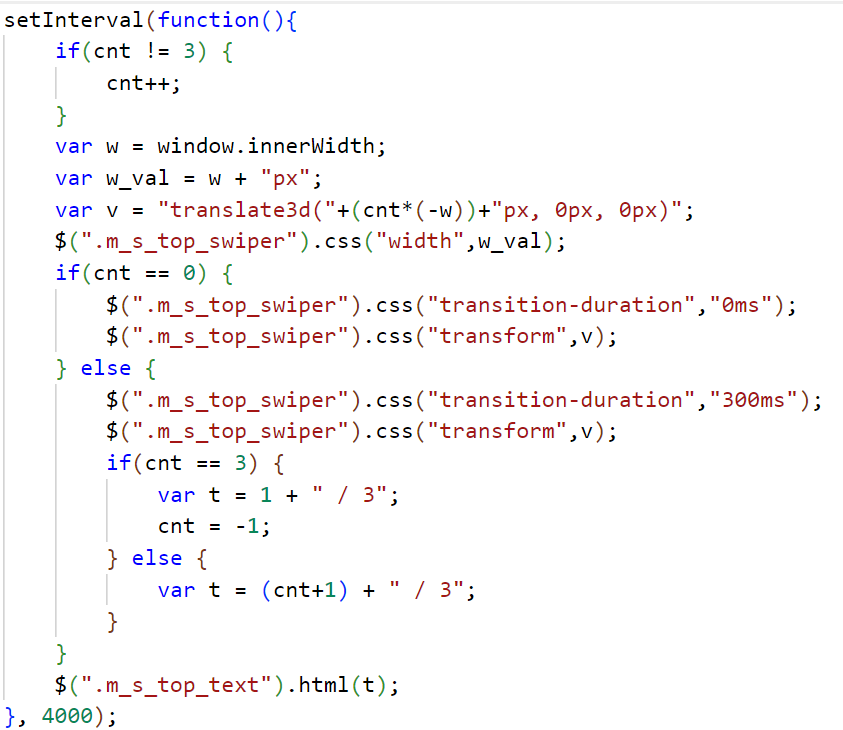 setInterval(function(){
    if(cnt != 3) {
        cnt++;
    }
    var w = window.innerWidth;
    var w_val = w + "px";
    var v = "translate3d("+(cnt*(-w))+"px, 0px, 0px)";
    $(".m_s_top_swiper").css("width",w_val);
    if(cnt == 0) {
        $(".m_s_top_swiper").css("transition-duration","0ms");
        $(".m_s_top_swiper").css("transform",v);
    } else {
        $(".m_s_top_swiper").css("transition-duration","300ms");
        $(".m_s_top_swiper").css("transform",v);
        if(cnt == 3) {
            var t = 1 + " / 3";
            cnt = -1;
        } else {
            var t = (cnt+1) + " / 3";
        }
    }
    $(".m_s_top_text").html(t);
}, 4000);